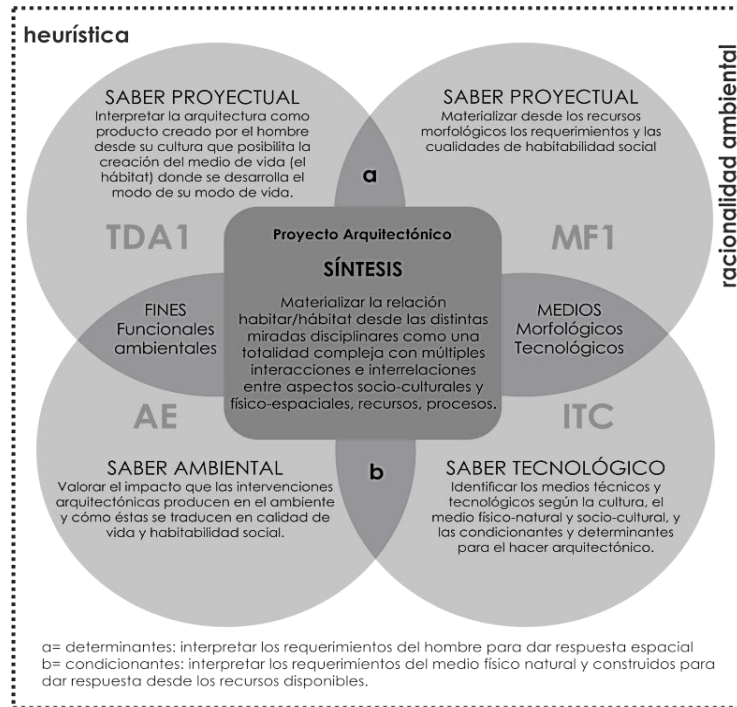 heurística
racionalidad ambiental
SABER PROYECTUAL
Interpretar la arquitectura como
producto creado por el hombre
desde su cultura que posibilita la
creación del medio de vida (el
hábitat) donde se desarrolla el
modo de su modo de vida.
TDA1
SABER PROYECTUAL
Materializar desde los recursos
morfológicos los requerimientos y las
cualidades de habitabilidad social
MF1
a
Proyecto Arquitectónico
SÍNTESIS
Materializar la relación
habitar/hábitat desde las distintas
miradas disciplinares como una
totalidad compleja con múltiples
interacciones e interrelaciones
entre aspectos socio-culturales y
físico-espaciales, recursos, procesos.
FINES
Funcionales
ambientales
MEDIOS
Morfológicos
Tecnológicos
AE
SABER AMBIENTAL
Valorar el impacto que las intervenciones
arquitectónicas producen en el ambiente
y cómo éstas se traducen en calidad de
vida y habitabilidad social.
b
ITC
SABER TECNOLÓGICO
Identificar los medios técnicos y
tecnológicos según la cultura, el
medio físico-natural y socio-cultural, y
las condicionantes y determinantes
para el hacer arquitectónico.
a= determinantes: interpretar los requerimientos del hombre para dar respuesta espacial
b= condicionantes: interpretar los requerimientos del medio físico natural y construidos para
dar respuesta desde los recursos disponibles.